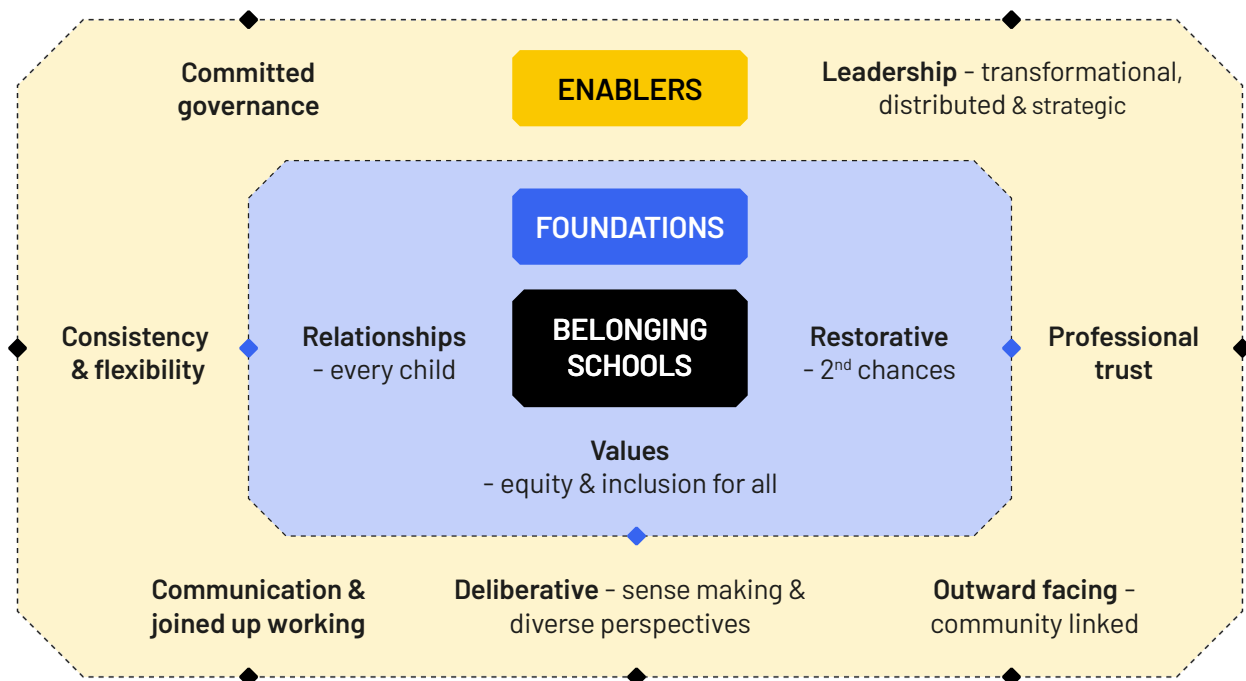 Committed
governance
ENABLERS
Leadership - transformational,
distributed & strategic
FOUNDATIONS
Consistency
& flexibility
Relationships
- every child
BELONGING
SCHOOLS
Restorative
- 2nd chances
Professional
trust
Values
- equity & inclusion for all
Communication &
joined up working
Deliberative - sense making &
diverse perspectives
Outward facing -
community linked